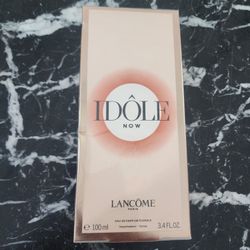 IDÔLE
NOW
LANCÔME
PARIS
EAU DE PARFUM FLORALE
e 100 ml 3.4 FL.OZ.